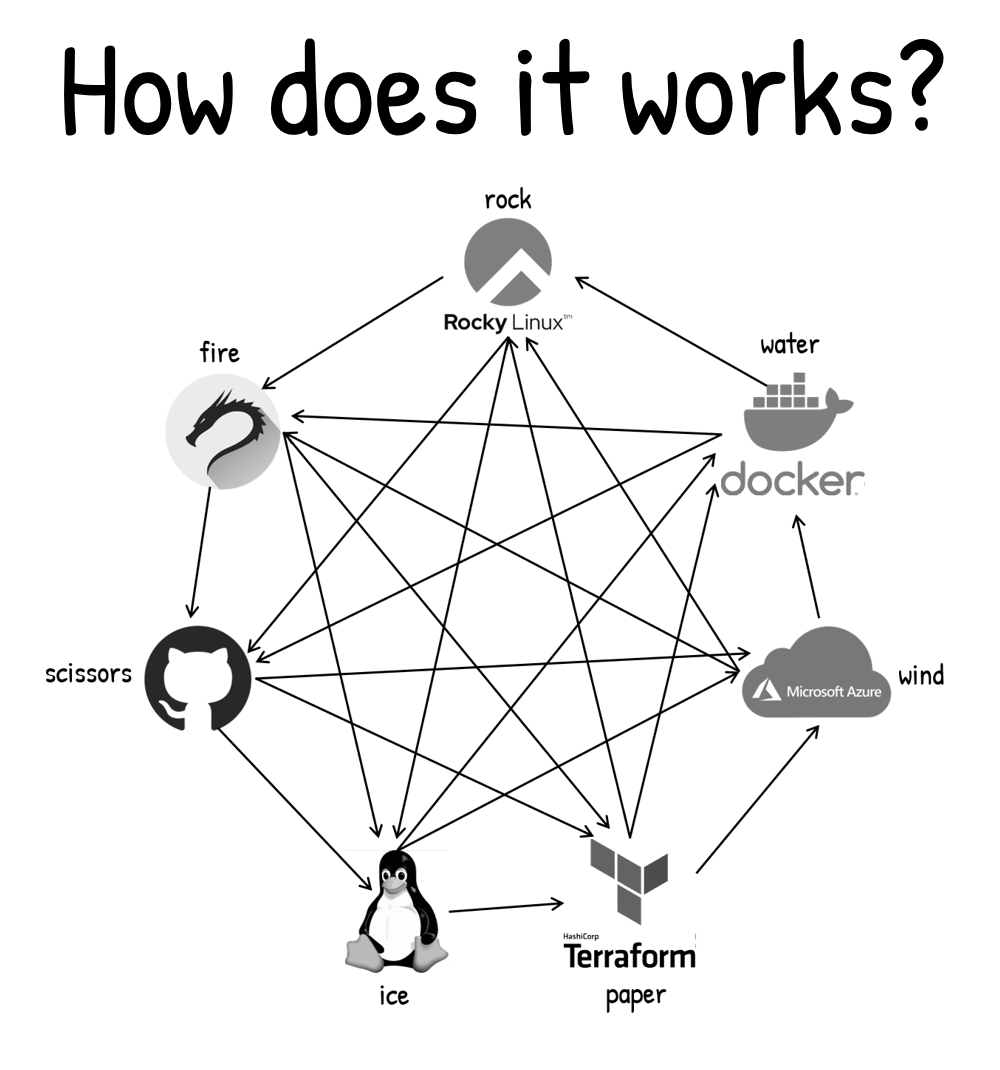 How does it works?
rock
Rocky Linux™
fire
water
docker
scissors
Microsoft Azure
wind
HashiCorp
Terraform
ice
paper